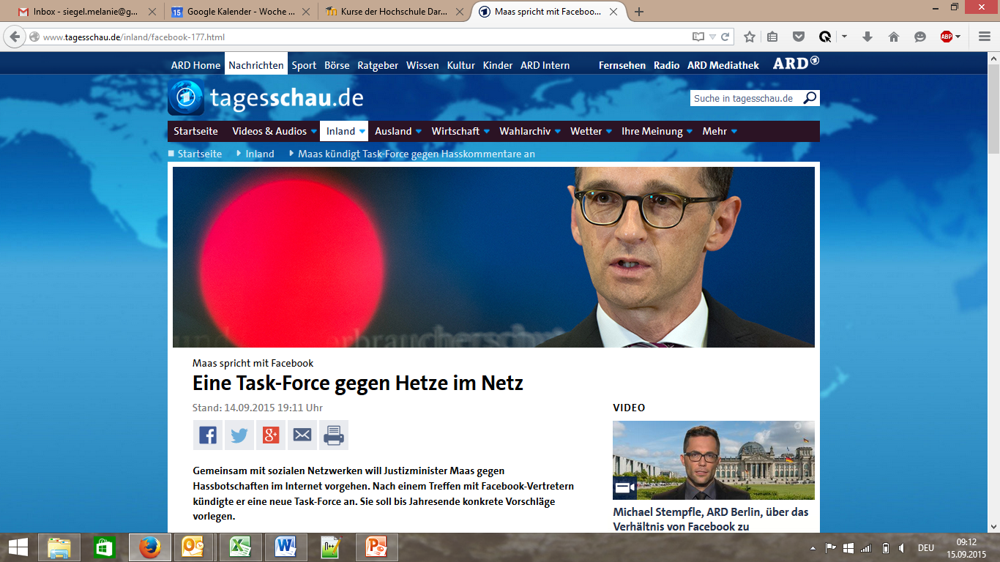 Inbox - siegel.melanie@g...
Google Kalender - Woche ...
Kurse der Hochschule Dar...
Maas spricht mit Faceboo...
www.tagesschau.de/inland/facebook-177.html
ABP
ARD Home Nachrichten Sport Börse Ratgeber Wissen Kultur Kinder ARD Intern Fernsehen Radio ARD Mediathek ARD
tagesschau.de
Suche in tagesschau.de
Startseite Videos & Audios Inland Ausland Wirtschaft Wahlarchiv Wetter Ihre Meinung Mehr
Startseite Inland Maas kündigt Task-Force gegen Hasskommentare an
Maas spricht mit Facebook
Eine Task-Force gegen Hetze im Netz
Stand: 14.09.2015 19:11 Uhr
Gemeinsam mit sozialen Netzwerken will Justizminister Maas gegen
Hassbotschaften im Internet vorgehen. Nach einem Treffen mit Facebook-Vertretern
kündigte er eine neue Task-Force an. Sie soll bis Jahresende konkrete Vorschläge
vorlegen.
VIDEO
Michael Stempfle, ARD Berlin, über das
Verhältnis von Facebook zu
DEU
09:12
15.09.2015